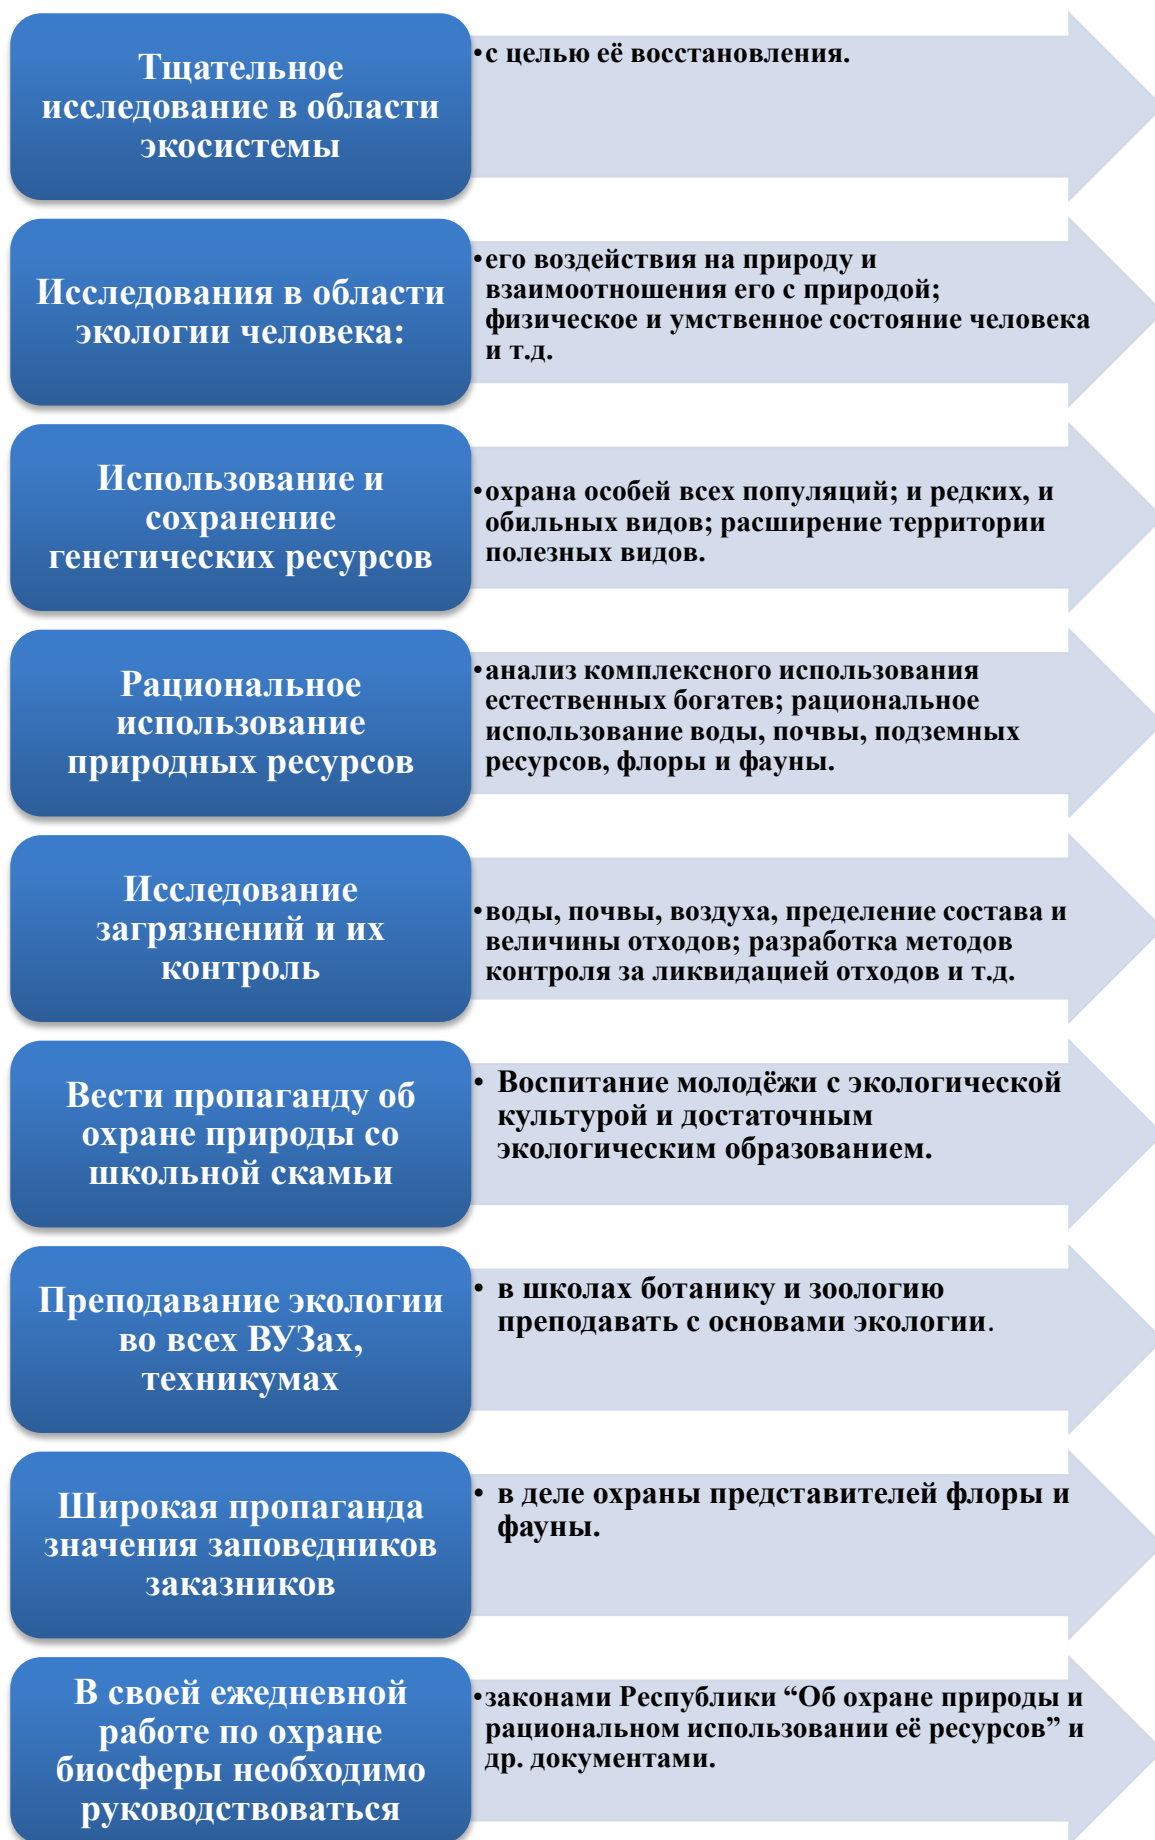 Тщательное
исследование в области
экосистемы
•с целью её восстановления.
Исследования в области
экологии человека:
•его воздействия на природу и
взаимоотношения его с природой;
физическое и умственное состояние человека
и т.д.
Использование и
сохранение
генетических ресурсов
•охрана особей всех популяций; и редких, и
обильных видов; расширение территории
полезных видов.
Рациональное
использование
природных ресурсов
•анализ комплексного использования
естественных богатев; рациональное
использование воды, почвы, подземных
ресурсов, флоры и фауны.
Исследование
загрязнений и их
контроль
•воды, почвы, воздуха, пределение состава и
величины отходов; разработка методов
контроля за ликвидацией отходов и т.д.
Вести пропаганду об
охране природы со
школьной скамьи
• Воспитание молодёжи с экологической
культурой и достаточным
экологическим образованием.
Преподавание экологии
во всех ВУЗах,
техникумах
• в школах ботанику и зоологию
преподавать с основами экологии.
Широкая пропаганда
значения заповедников
заказников
• в деле охраны представителей флоры и
фауны.
В своей ежедневной
работе по охране
биосферы необходимо
руководствоваться
•законами Республики “Об охране природы и
рациональном использовании её ресурсов” и
др. документами.